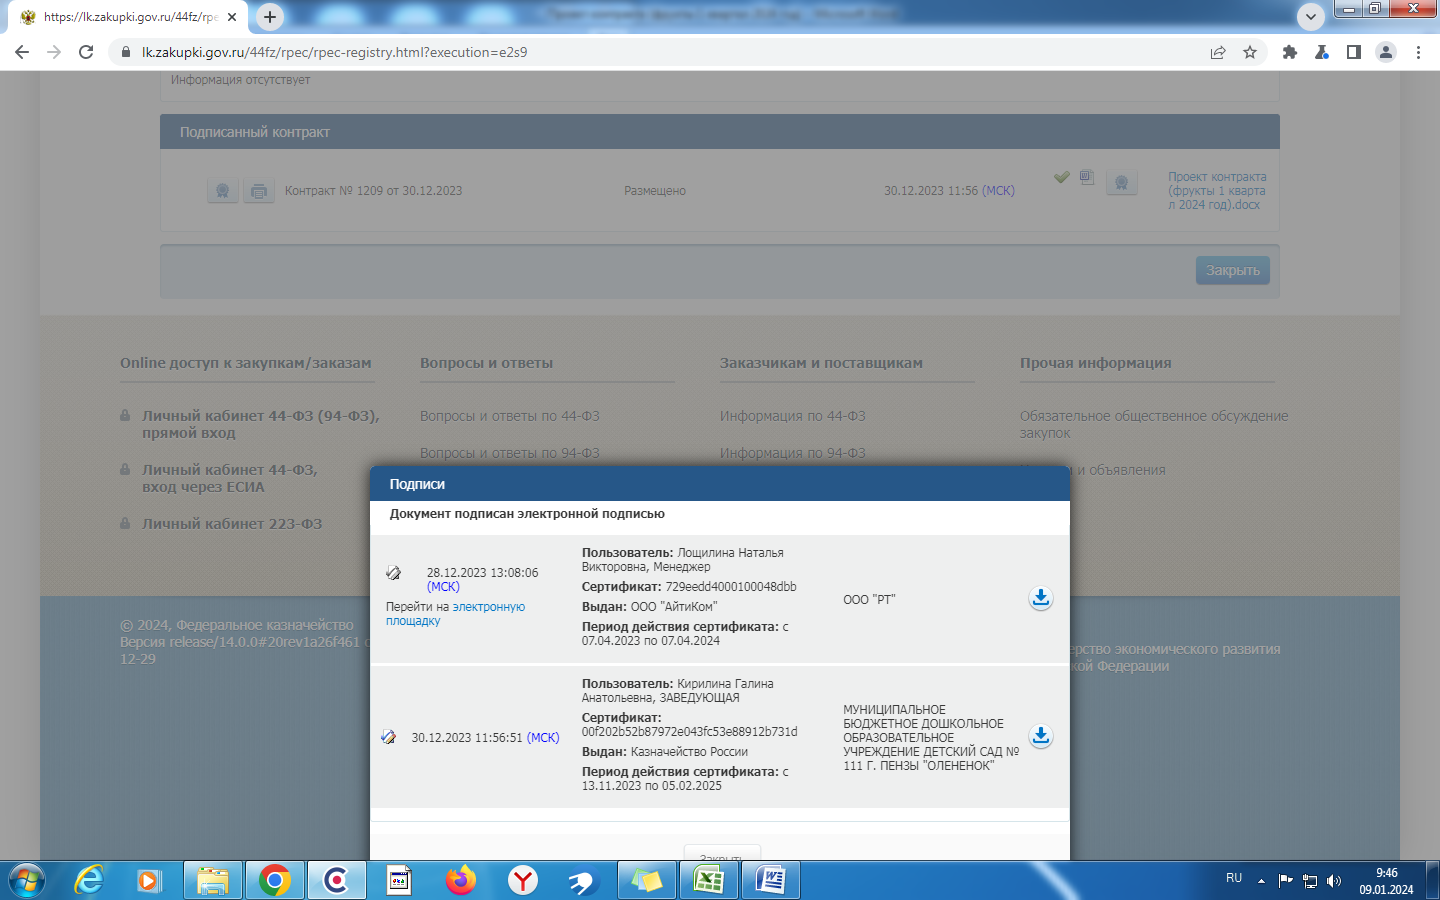 https://lk.zakupki.gov.ru/44fz/rpe
lk.zakupki.gov.ru/44fz/rpec/rpec-registry.html?execution=e2s9
Информация отсутствует
Подписанный контракт
Контракт № 1209 от 30.12.2023
Размещено
30.12.2023 11:56 (МСК)
Проект контракта
(фрукты 1 кварта
л 2024 год).docx
Закрыть
Online доступ к закупкам/заказам
Вопросы и ответы
Заказчикам и поставщикам
Прочая информация
Личный кабинет 44-ФЗ (94-ФЗ),
прямой вход
Вопросы и ответы по 44-ФЗ
Информация по 44-ФЗ
Обязательное общественное обсуждение
закупок
Вопросы и ответы по 94-ФЗ
Информация по 94-ФЗ
Личный кабинет 44-ФЗ,
вход через ЕСИА
и объявления
Личный кабинет 223-ФЗ
Подписи
Документ подписан электронной подписью
28.12.2023 13:08:06
(МСК)
Перейти на электронную
площадку
Пользователь: Лощилина Наталья
Викторовна, Менеджер
Сертификат: 729eedd4000100048dbb
Выдан: ООО "АйтиКом"
Период действия сертификата: с
07.04.2023 по 07.04.2024
ООО "РТ"
30.12.2023 11:56:51 (МСК)
Пользователь: Кирилина Галина
Анатольевна, ЗАВЕДУЮЩАЯ
Сертификат:
00f202b52b87972e043fc53e88912b731d
Выдан: Казначейство России
Период действия сертификата: с
13.11.2023 по 05.02.2025
МУНИЦИПАЛЬНОЕ
БЮДЖЕТНОЕ ДОШКОЛЬНОЕ
ОБРАЗОВАТЕЛЬНОЕ
УЧРЕЖДЕНИЕ ДЕТСКИЙ САД №
111 Г. ПЕНЗЫ "ОЛЕНЕНОК"
Закрыть
© 2024, Федеральное казначейство
Версия release/14.0.0#20rev1a26f461 о
12-29
ерство экономического развития
кой Федерации
RU
9:46
09.01.2024